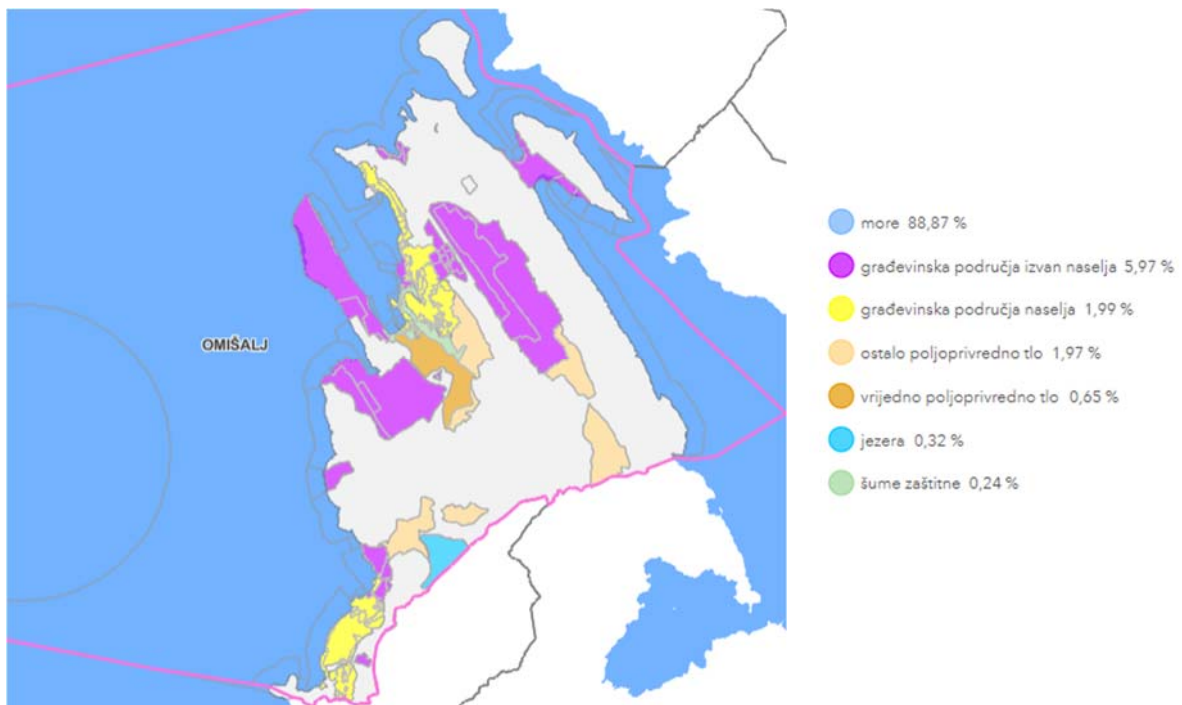 OMIŠALJ
more 88,87 %
građevinska područja izvan naselja 5,97 %
građevinska područja naselja 1,99 %
ostalo poljoprivredno tlo 1,97 %
vrijedno poljoprivredno tlo 0,65 %
jezera 0,32 %
šume zaštitne 0,24 %